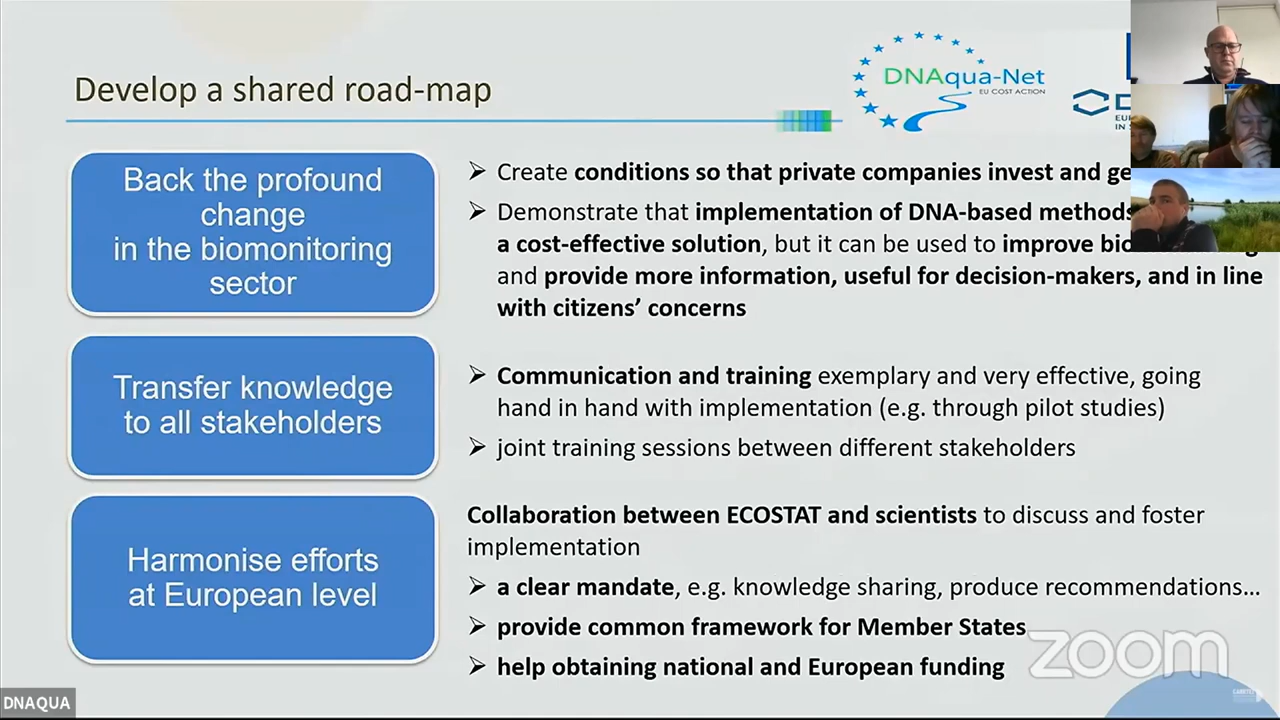 Develop a shared road-map
DNAqua-Net
EU COST ACTION
Back the profound
change
in the biomonitoring
sector
➢ Create conditions so that private companies invest and ge
➢ Demonstrate that implementation of DNA-based methods
a cost-effective solution, but it can be used to improve bio
and provide more information, useful for decision-makers, and in line
with citizens’ concerns
Transfer knowledge
to all stakeholders
➢ Communication and training exemplary and very effective, going
hand in hand with implementation (e.g. through pilot studies)
➢ joint training sessions between different stakeholders
Harmonise efforts
at European level
Collaboration between ECOSTAT and scientists to discuss and foster
implementation
➢ a clear mandate, e.g. knowledge sharing, produce recommendations…
➢ provide common framework for Member States
➢ help obtaining national and European funding
zoom
DNAQUA